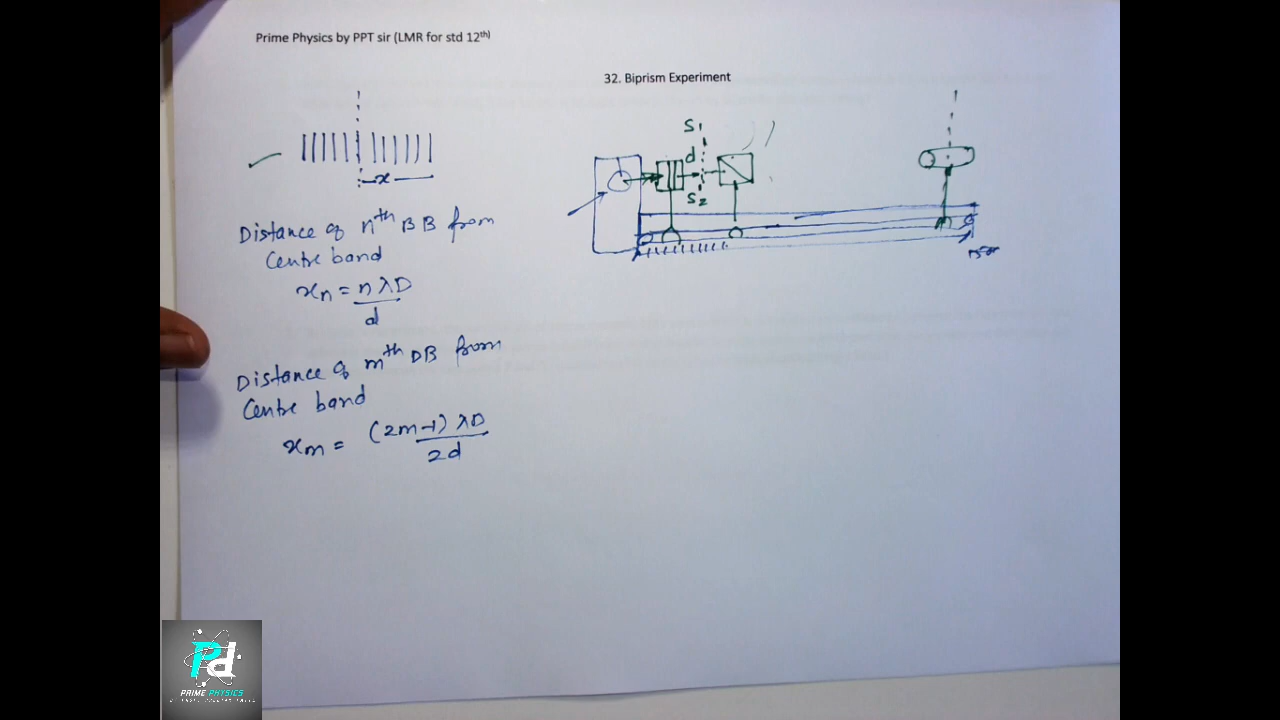 Prime Physics by PPT sir (LMR for std 12th)
32. Biprism Experiment
S1
d
S2
x
Distance of nth BB from
Centre band
xn = nλD
d
Distance of mth DB from
Centre band
xm = (2m-1) λD
2d
Pd
PRIME PHYSICS